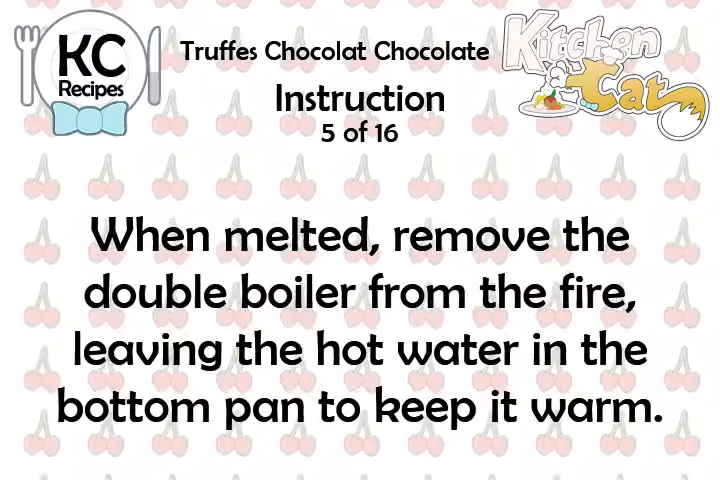 KC
Recipes
Truffes Chocolat Chocolate
Kitchen
Cat
Instruction
5 of 16
When melted, remove the
double boiler from the fire,
leaving the hot water in the
bottom pan to keep it warm.